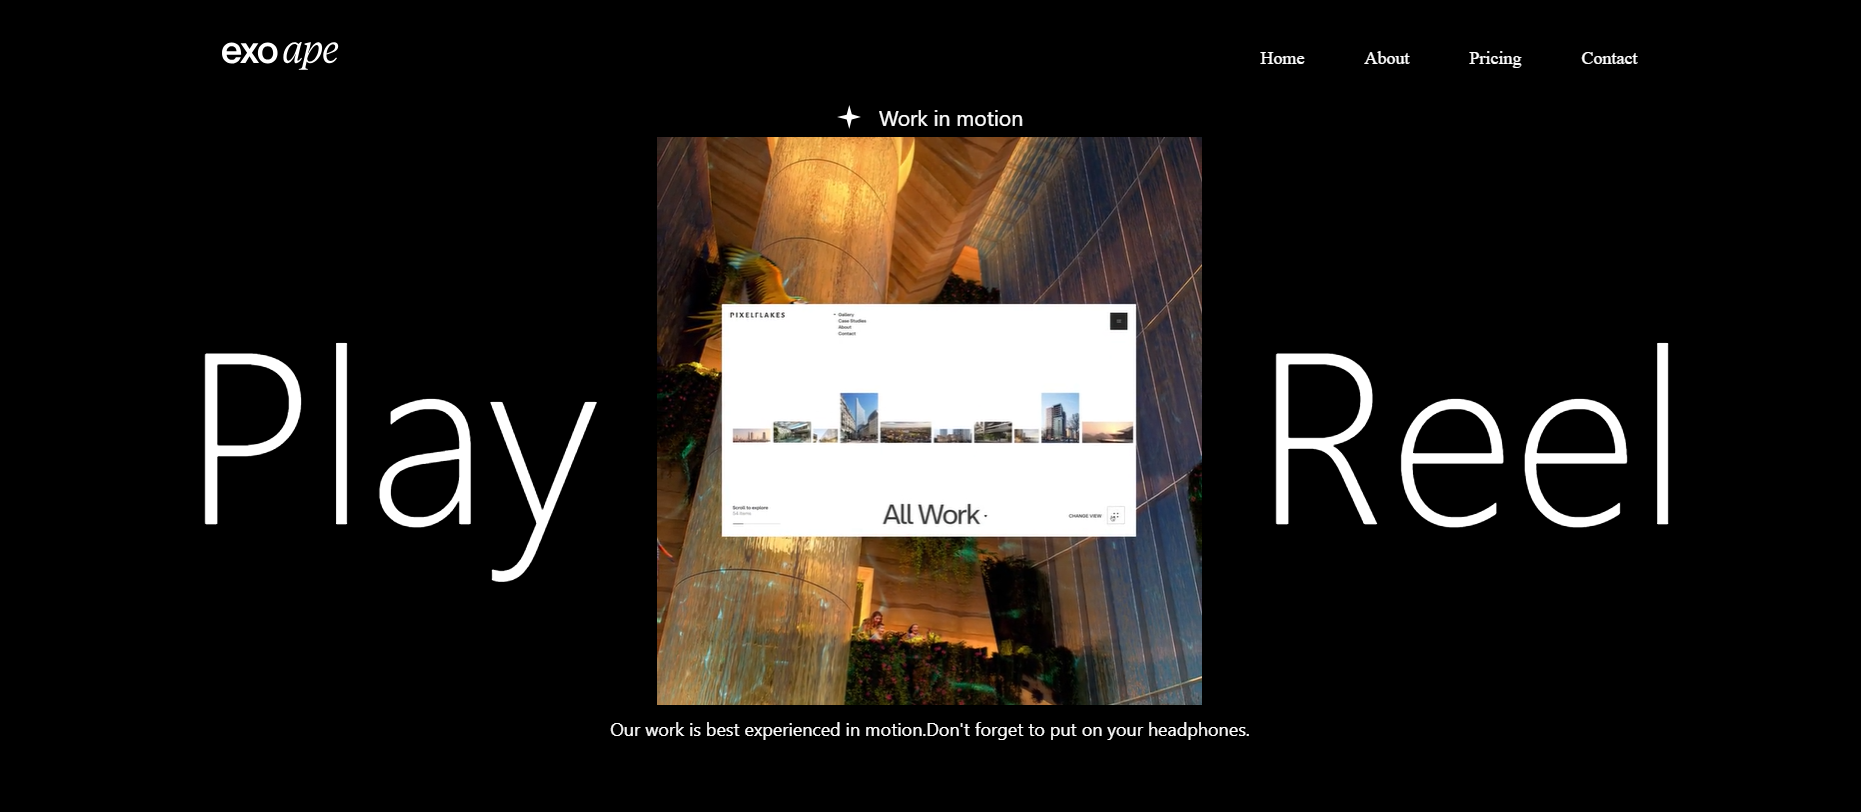 exo ape
Home About Pricing Contact
Work in motion
PIXELFLAKES
Gallery
Case Studies
About
Contact
Play
Reel
Scroll to explore
54 items
All Work
CHANGE VIEW
Our work is best experienced in motion.Don't forget to put on your headphones.